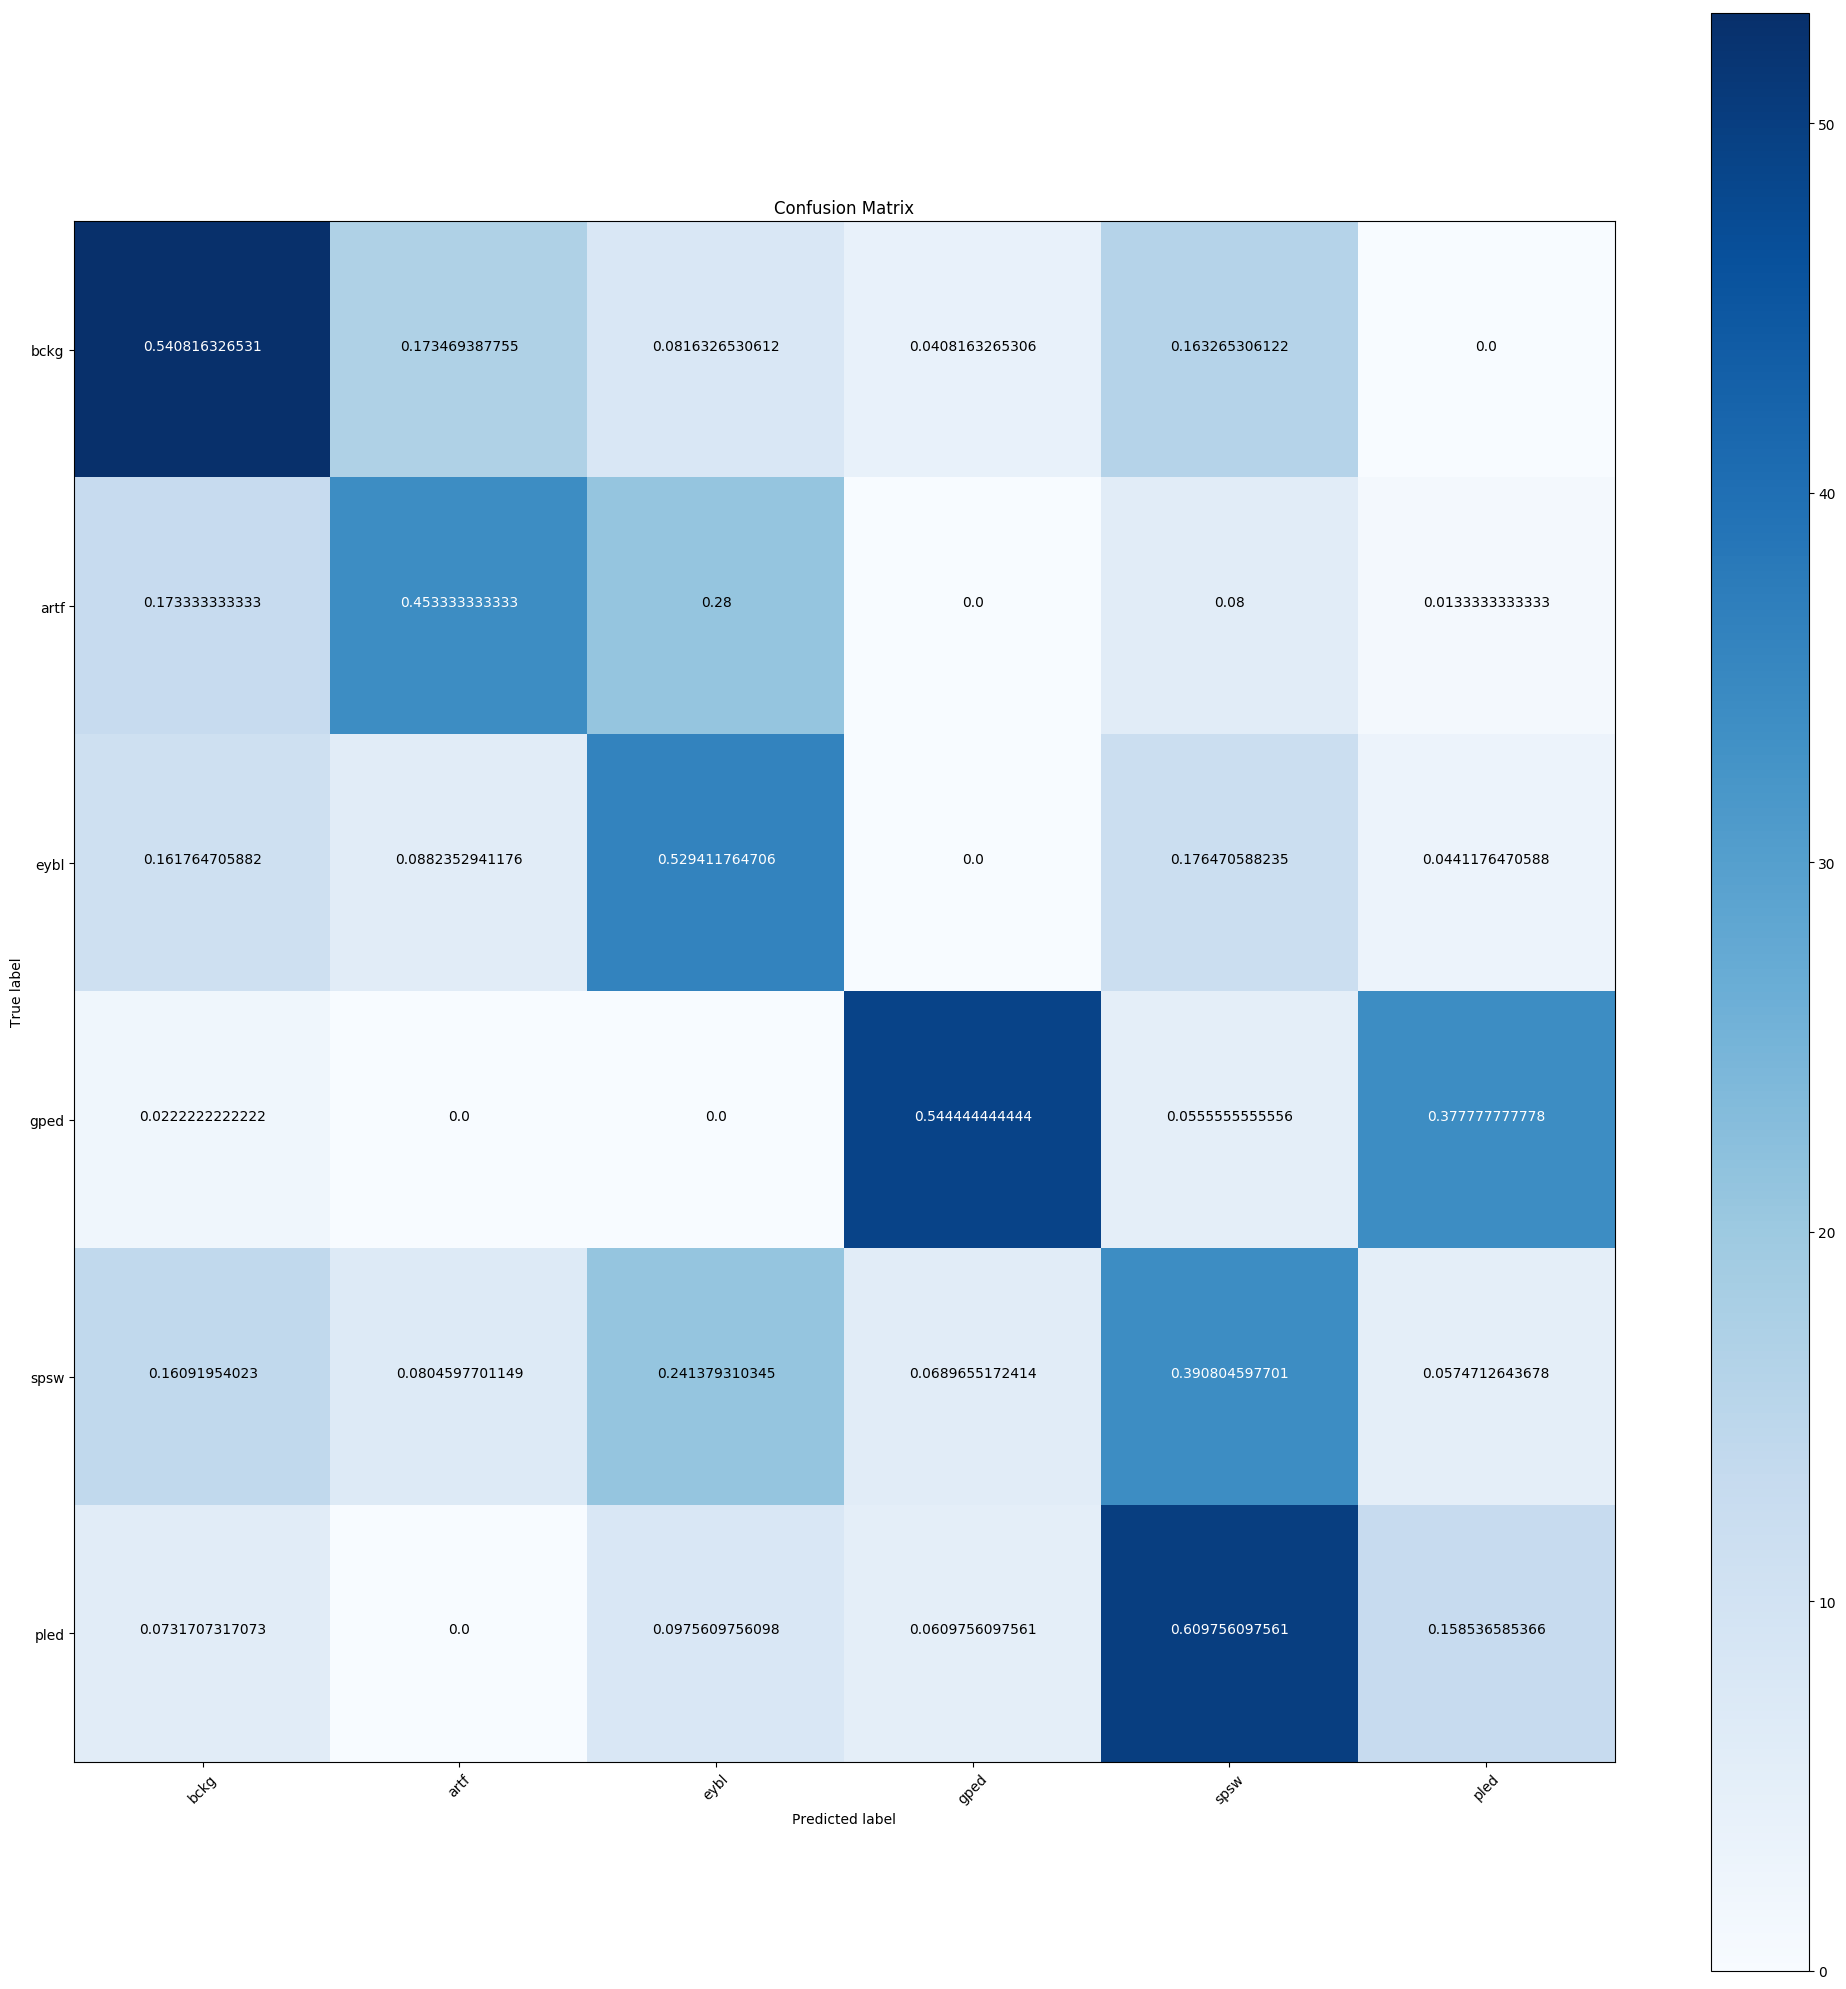 Confusion Matrix
bckg 0.540816326531 0.173469387755 0.0816326530612 0.0408163265306 0.163265306122 0.0
artf 0.173333333333 0.453333333333 0.28 0.0 0.08 0.0133333333333
eybl 0.161764705882 0.0882352941176 0.529411764706 0.0 0.176470588235 0.0441176470588
gped 0.0222222222222 0.0 0.0 0.544444444444 0.0555555555556 0.377777777778
spsw 0.16091954023 0.0804597701149 0.241379310345 0.0689655172414 0.390804597701 0.0574712643678
pled 0.0731707317073 0.0 0.0975609756098 0.0609756097561 0.609756097561 0.158536585366
bckg artf eybl gped spsw pled
Predicted label
True label
50
40
30
20
10
0